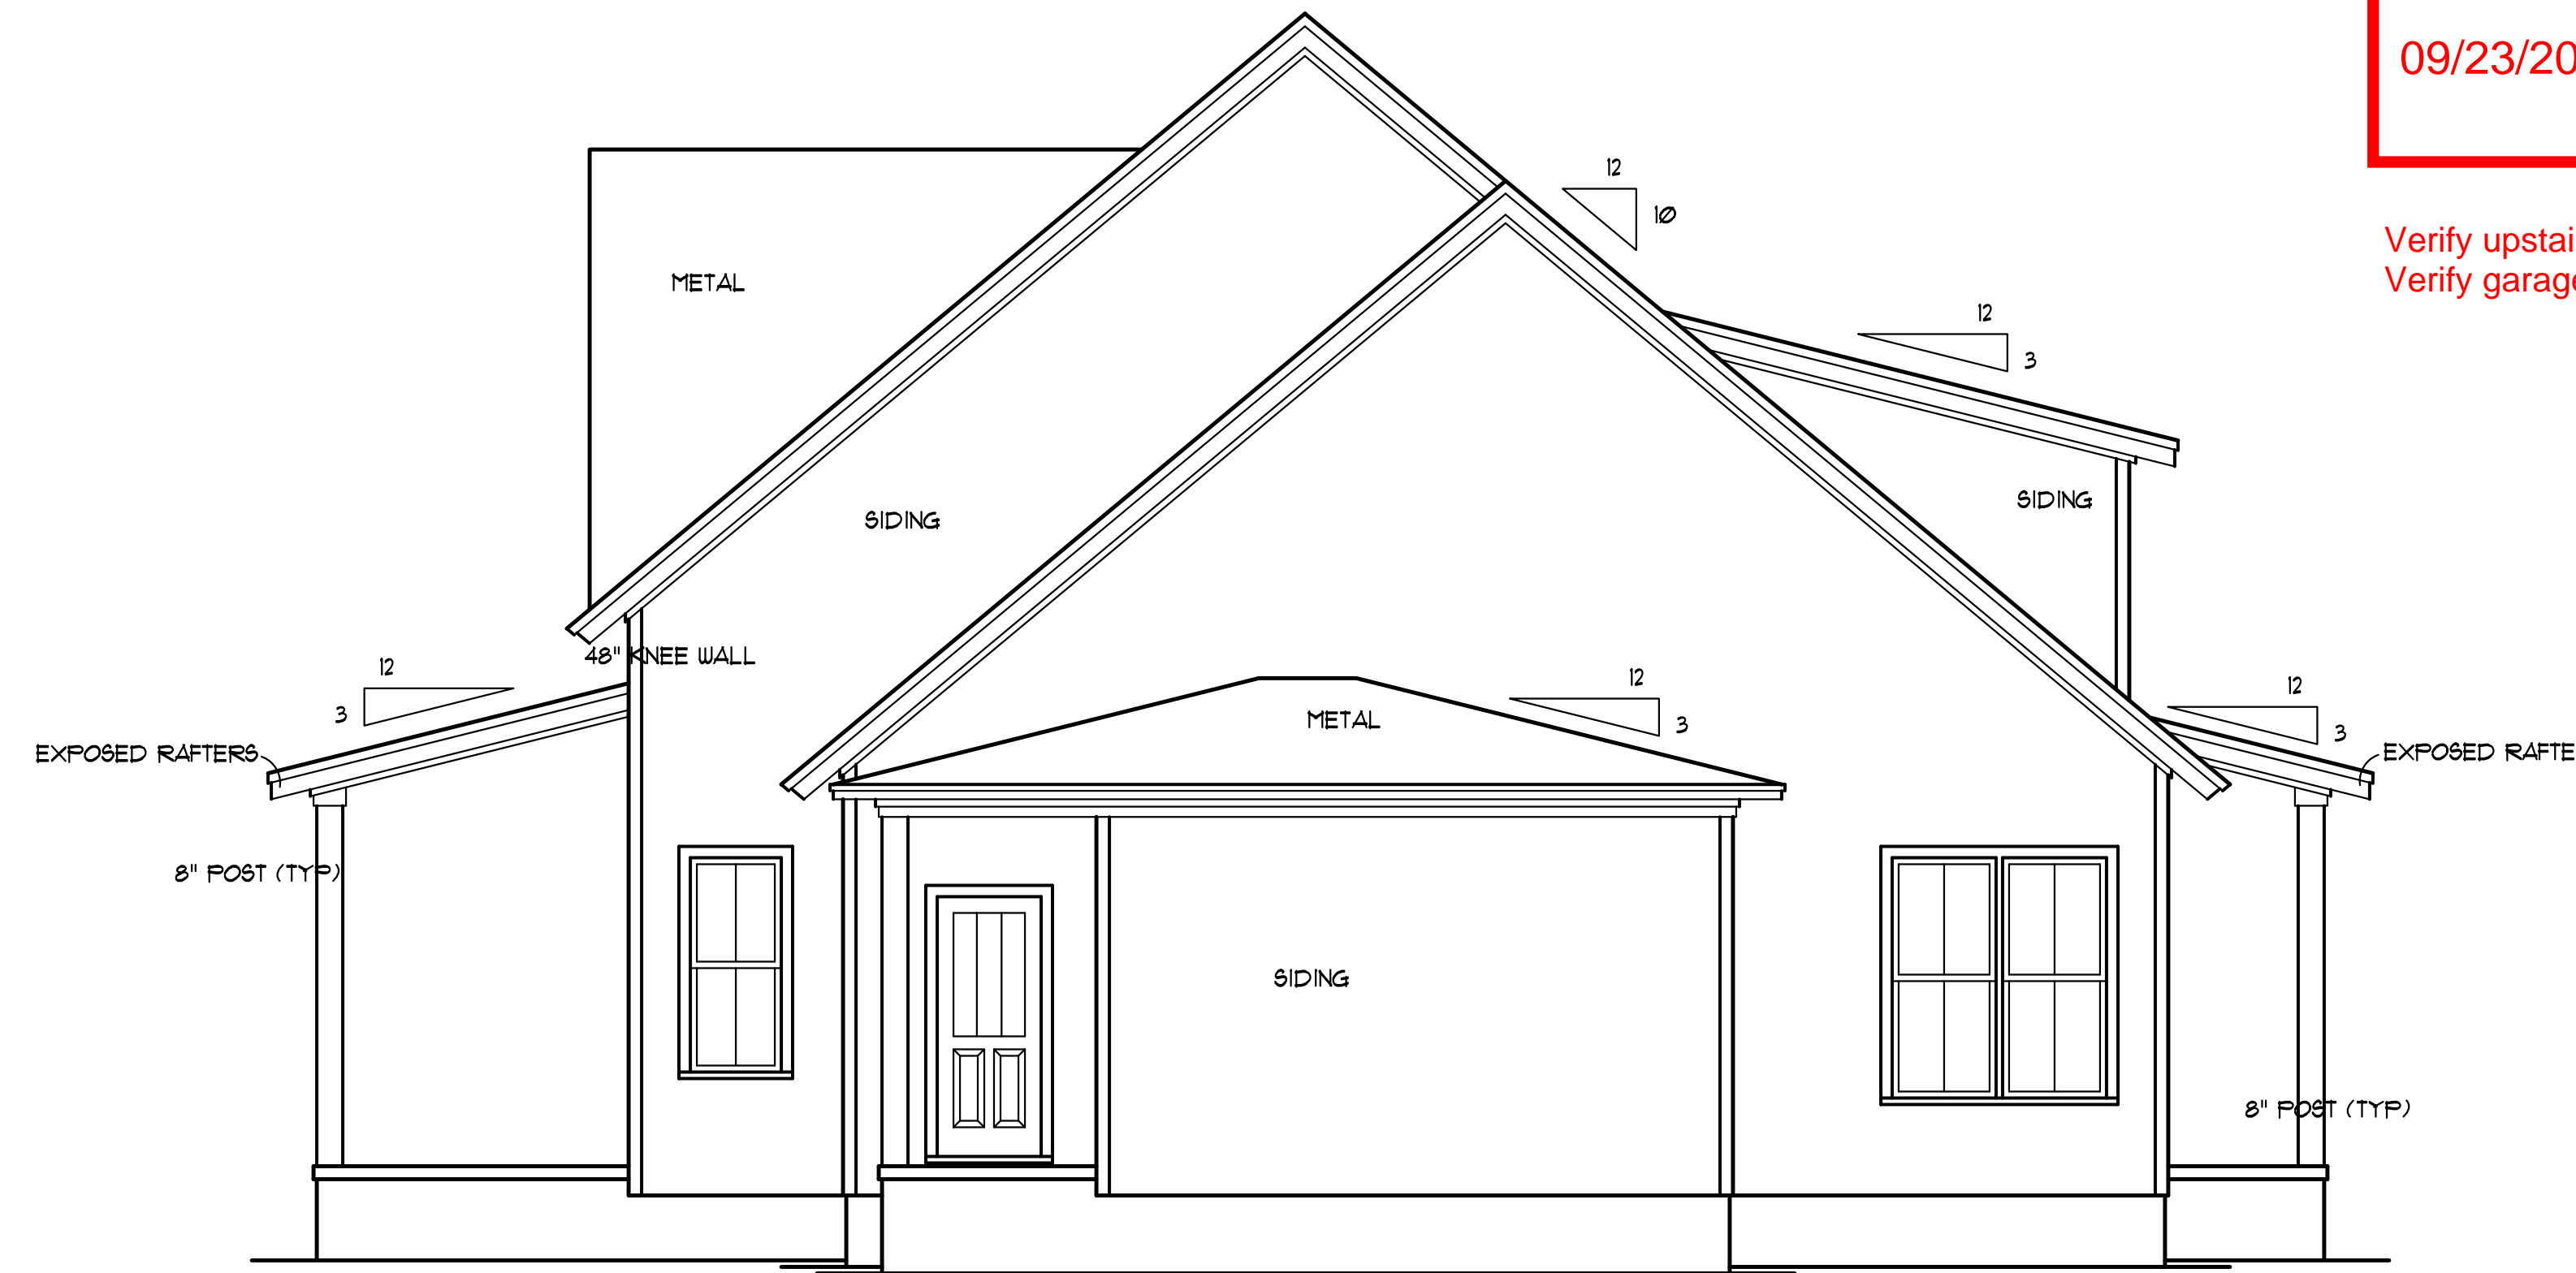 09/23/20
12
10
Verify upstai
Verify garage
METAL
12
3
SIDING
SIDING
48" KNEE WALL
12
3
12
3
12
3
METAL
EXPOSED RAFTERS
EXPOSED RAFTE
8" POST (TYP)
SIDING
8" POST (TYP)